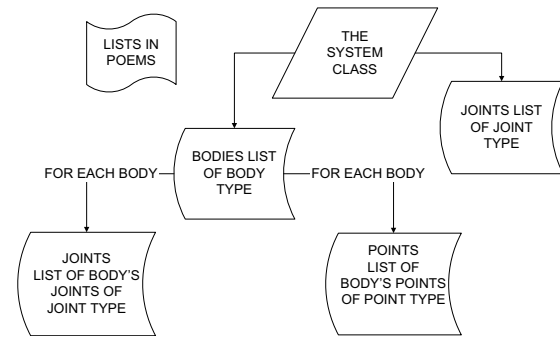 LISTS IN
POEMS
THE
SYSTEM
CLASS
JOINTS LIST
OF JOINT
TYPE
BODIES LIST
OF BODY
TYPE
FOR EACH BODY
FOR EACH BODY
JOINTS
LIST OF BODY'S
JOINTS OF
JOINT TYPE
POINTS
LIST OF
BODY'S POINTS
OF POINT TYPE